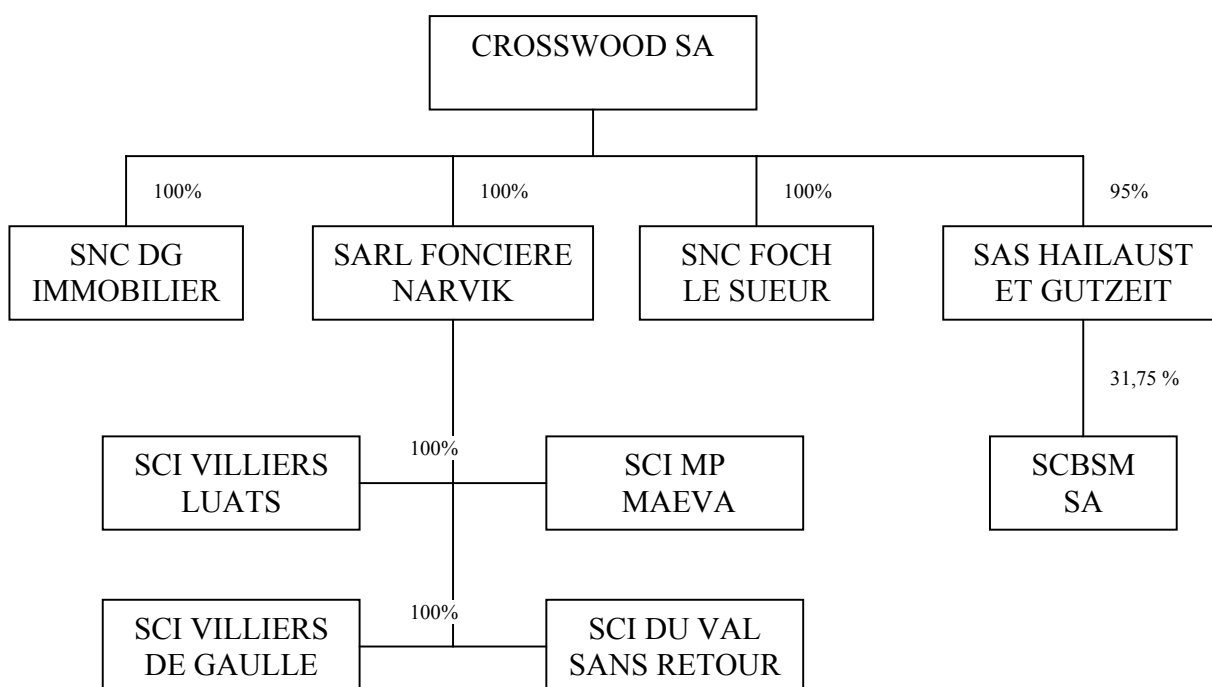 CROSSWOOD SA
100%
100%
100%
95%
SNC DG
IMMOBILIER
SARL FONCIERE
NARVIK
SNC FOCH
LE SUEUR
SAS HAILAUST
ET GUTZEIT
31,75 %
100%
SCI VILLIERS
LUATS
SCI MP
MAEVA
SCBSM
SA
100%
SCI VILLIERS
DE GAULLE
SCI DU VAL
SANS RETOUR